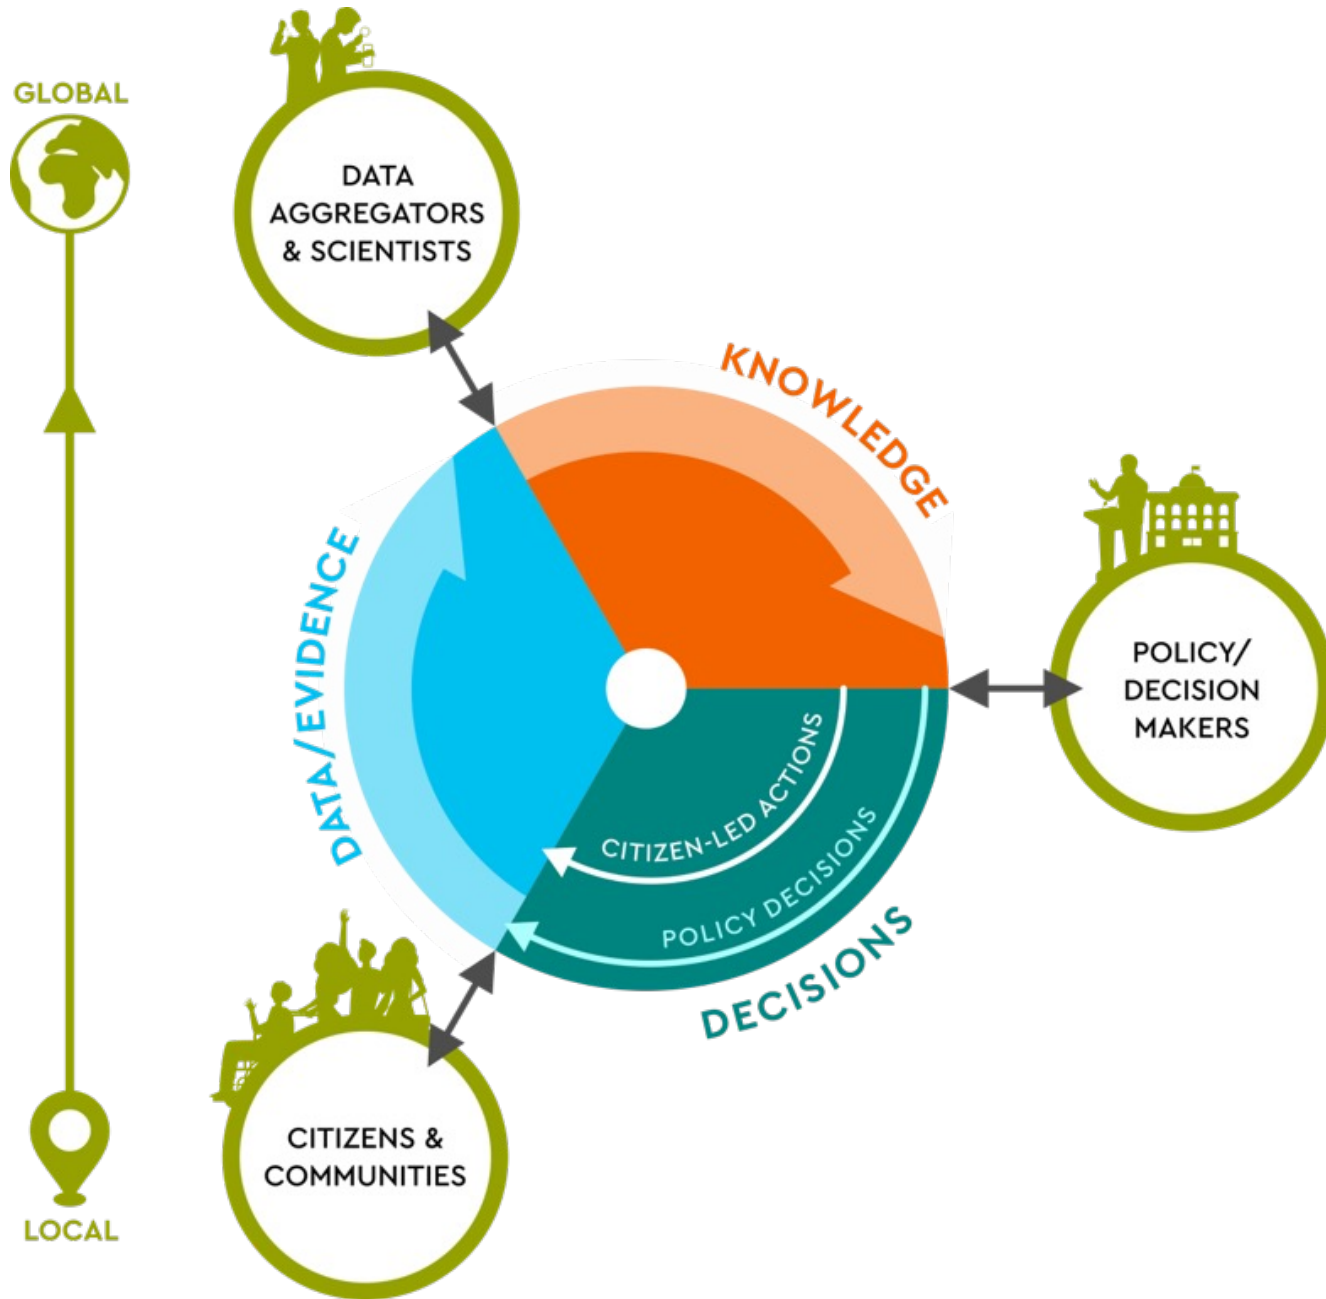 GLOBAL
DATA
AGGREGATORS
& SCIENTISTS
KNOWLEDGE
DATA/EVIDENCE
POLICY/
DECISION
MAKERS
CITIZEN-LED ACTIONS
POLICY DECISIONS
DECISIONS
CITIZENS &
COMMUNITIES
LOCAL